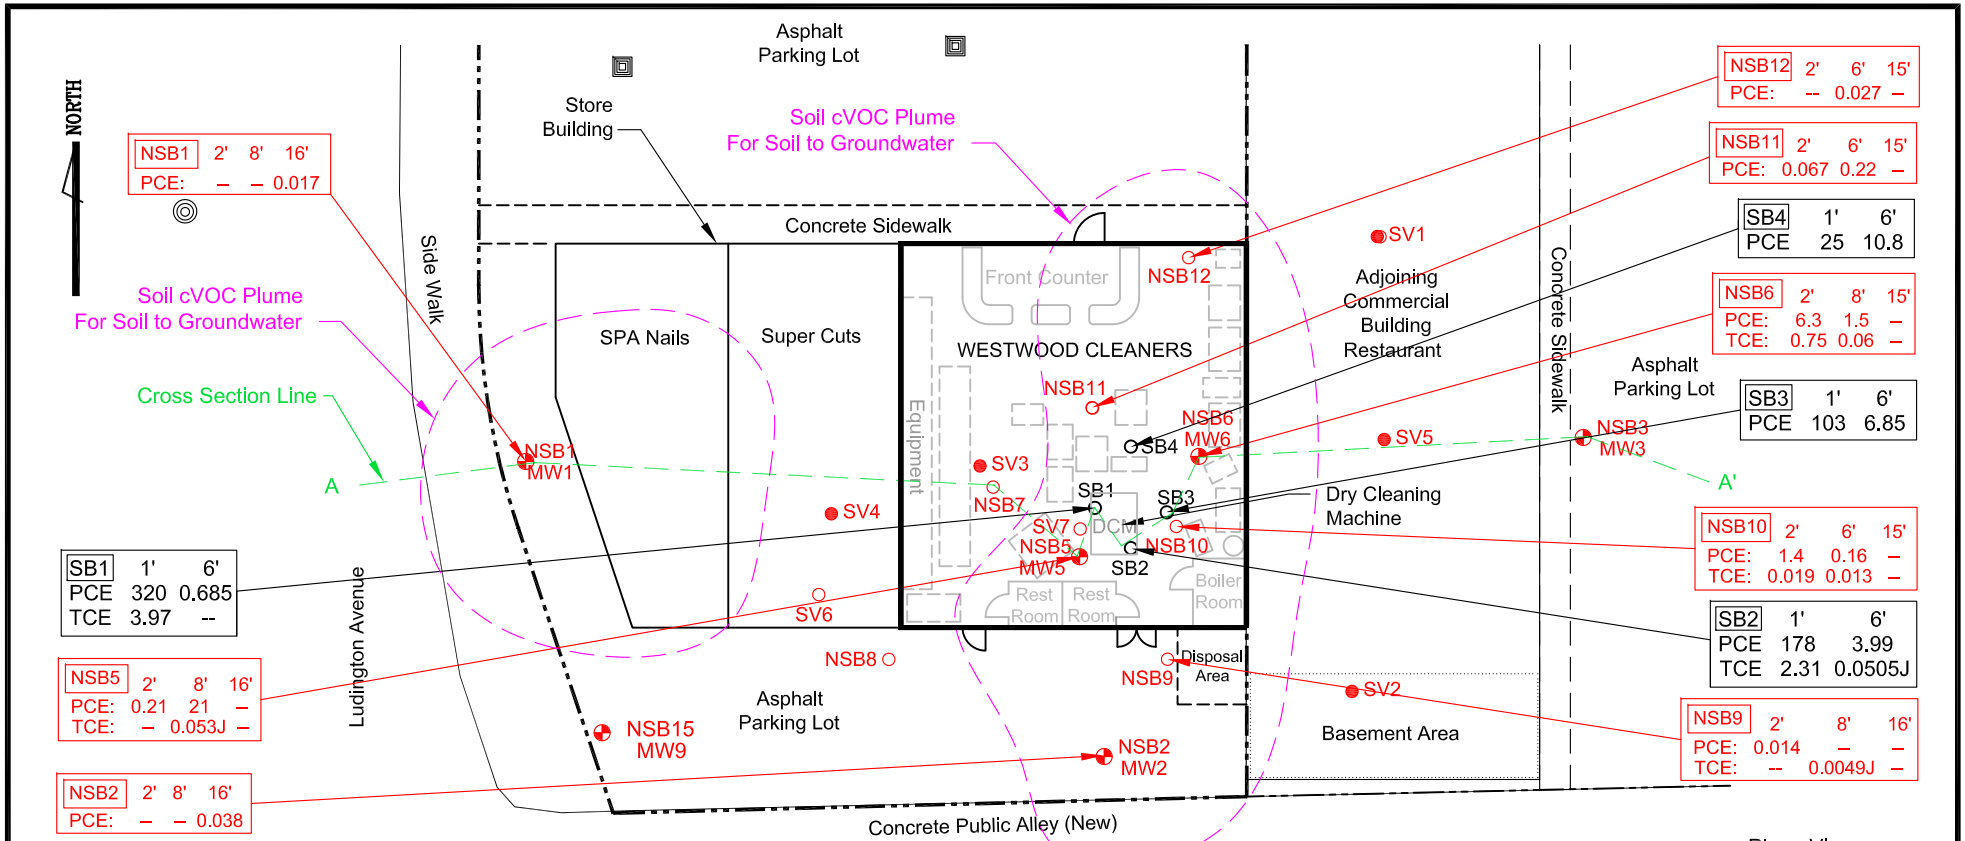 Asphalt
Parking Lot
NORTH
Store
Building
Soil cVOC Plume
For Soil to Groundwater
NSB12 2' 6' 15'
PCE: -- 0.027 –
NSB11 2' 6' 15'
PCE: 0.067 0.22 –
NSB1 2' 8' 16'
PCE: – – 0.017
SB4 1' 6'
PCE 25 10.8
Concrete Sidewalk
Side Walk
SV1
Front Counter
NSB12
Adjoining
Commercial
Building
Restaurant
Concrete Sidewalk
NSB6 2' 8' 15'
PCE: 6.3 1.5 –
TCE: 0.75 0.06 –
Soil cVOC Plume
For Soil to Groundwater
SPA Nails
Super Cuts
WESTWOOD CLEANERS
Asphalt
Parking Lot
Cross Section Line
NSB11
Equipment
NSB6
MW6
SB4
SV5
NSB3
MW3
SB3 1' 6'
PCE 103 6.85
A
NSB1
MW1
SV3
NSB7
SB1
SB3
A'
Dry Cleaning
Machine
SV4
SV7
DCM
NSB5
MW5
NSB10
SB2
NSB10 2' 6' 15'
PCE: 1.4 0.16 –
TCE: 0.019 0.013 –
SB1 1' 6'
PCE 320 0.685
TCE 3.97 --
Ludington Avenue
SV6
Rest
Room
Rest
Room
Boiler
Room
SB2 1' 6'
PCE 178 3.99
TCE 2.31 0.0505J
NSB5 2' 8' 16'
PCE: 0.21 21 –
TCE: – 0.053J –
NSB8
NSB9
Disposal
Area
SV2
Asphalt
Parking Lot
NSB15
MW9
NSB2
MW2
Basement Area
NSB9 2' 8' 16'
PCE: 0.014 – –
TCE: -- 0.0049J –
NSB2 2' 8' 16'
PCE: – – 0.038
Concrete Public Alley (New)